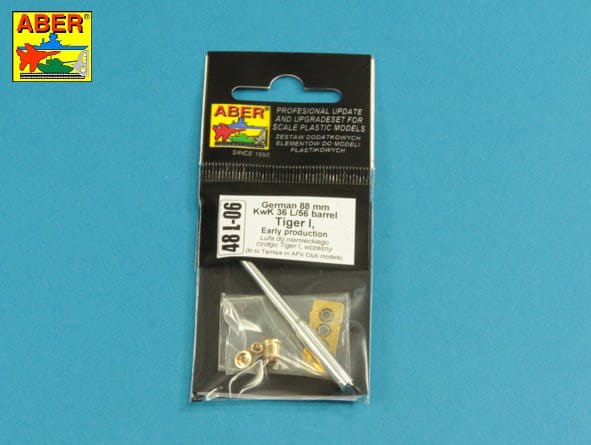 ABER®
ABER®
SINCE 1995
PROFESIONAL UPDATE
AND UPGRADESET FOR
SCALE PLASTIC MODELS
ZESTAW DODATKOWYCH
ELEMENTÓW DO MODELI
PLASTIKOWYCH
48 L-06
German 88 mm
KwK 36 L/56 barrel
Tiger I,
Early production
Lufa do niemieckiego
czołgu Tiger I, wczesny
(fit to Tamiya or AFV Club models)